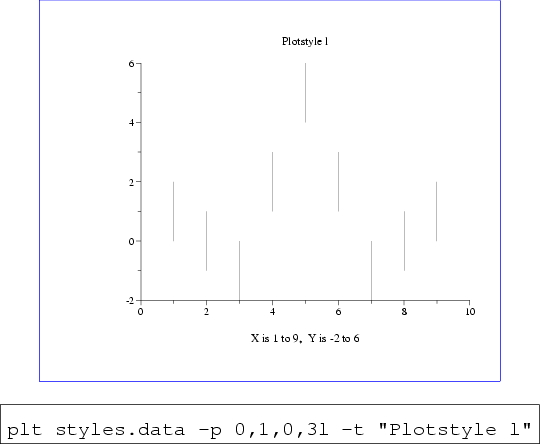 Plotstyle l
6
4
2
0
-2
0 2 4 6 8 10
X is 1 to 9, Y is -2 to 6
plt styles.data -p 0,1,0,3l -t "Plotstyle l"